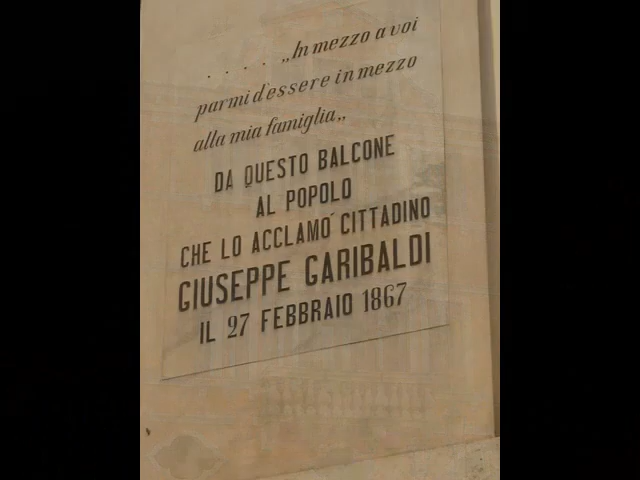 . . . . „In mezzo a voi
parmi d'essere in mezzo
alla mia famiglia„
DA QUESTO BALCONE
AL POPOLO
CHE LO ACCLAMO' CITTADINO
GIUSEPPE GARIBALDI
IL 27 FEBBRAIO 1867